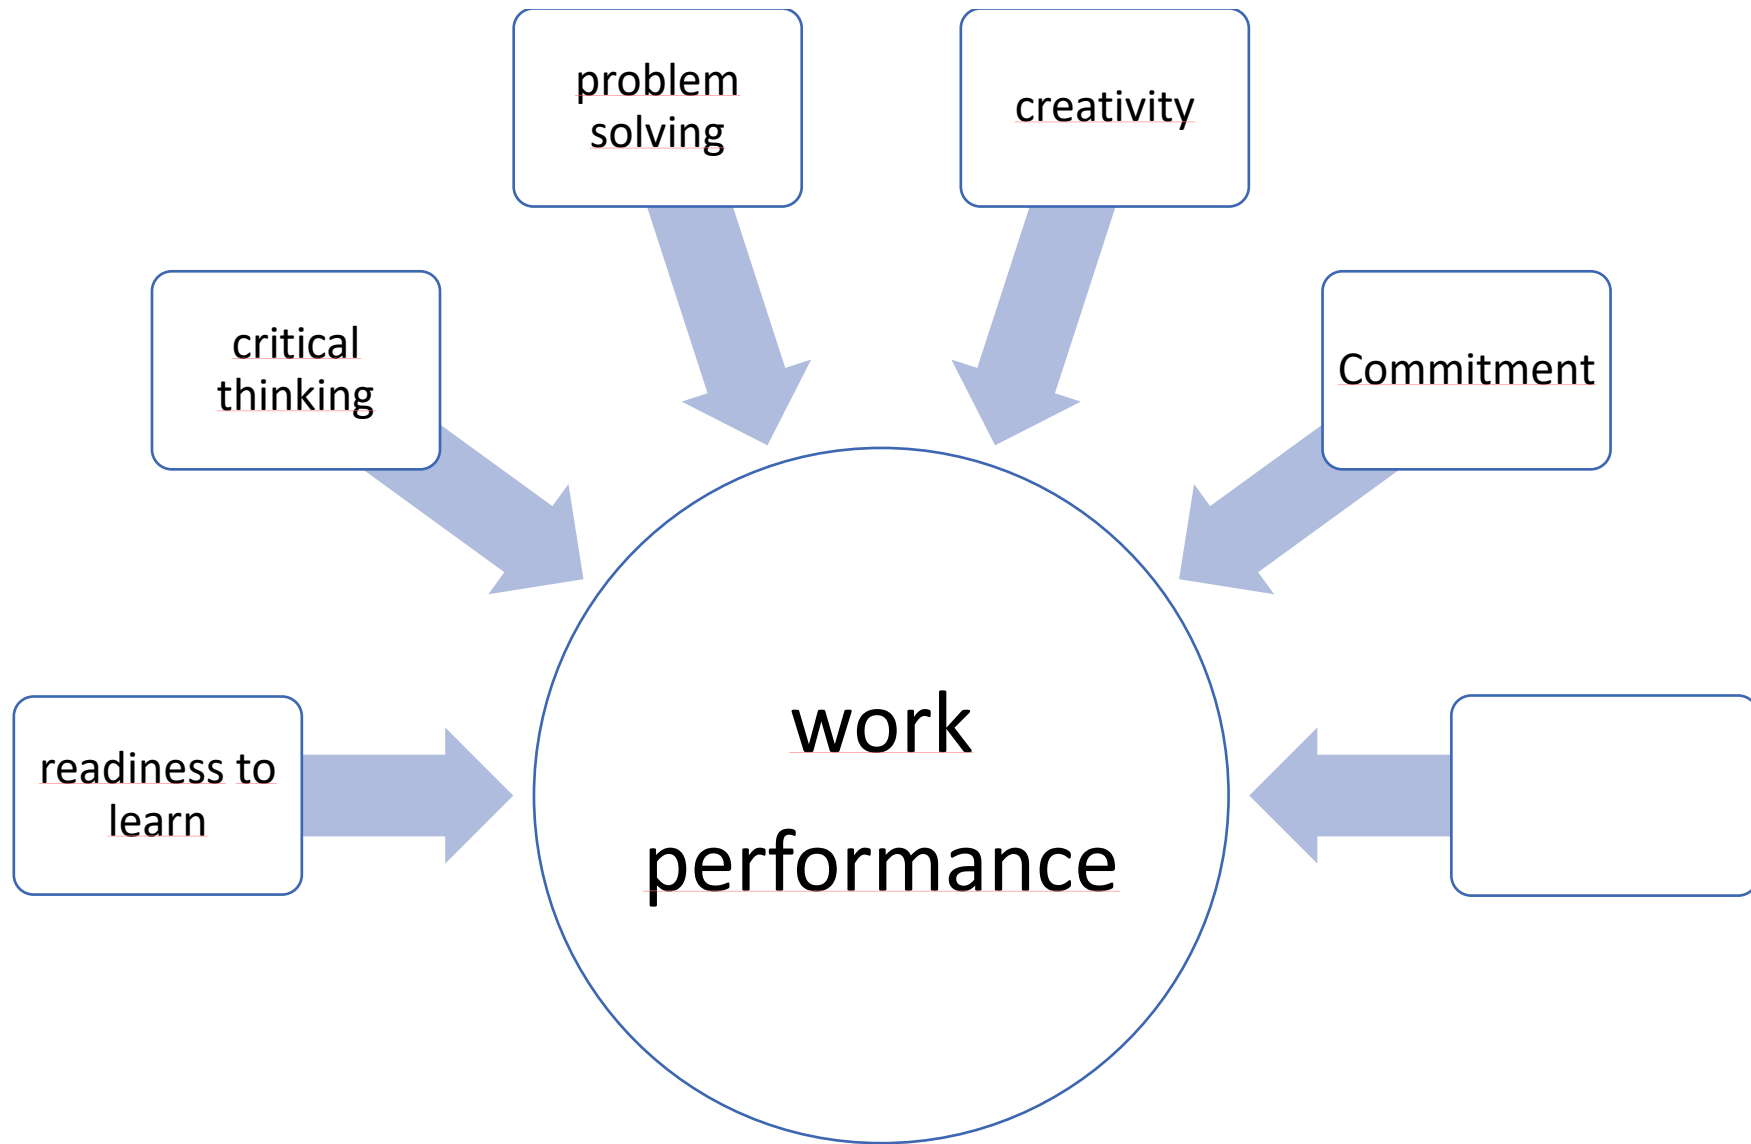 problem
solving
creativity
critical
thinking
Commitment
readiness to
learn
work
performance